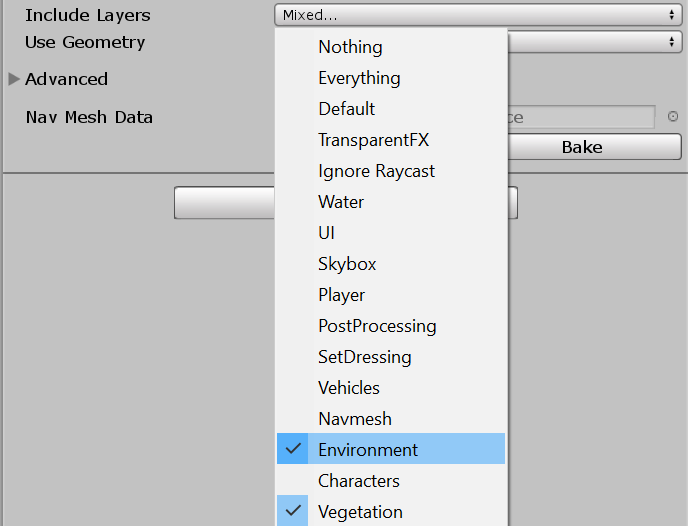 Include Layers
Mixed...
Use Geometry
Advanced
Nav Mesh Data
Bake
Nothing
Everything
Default
TransparentFX
Ignore Raycast
Water
UI
Skybox
Player
PostProcessing
SetDressing
Vehicles
Navmesh
Environment
Characters
Vegetation